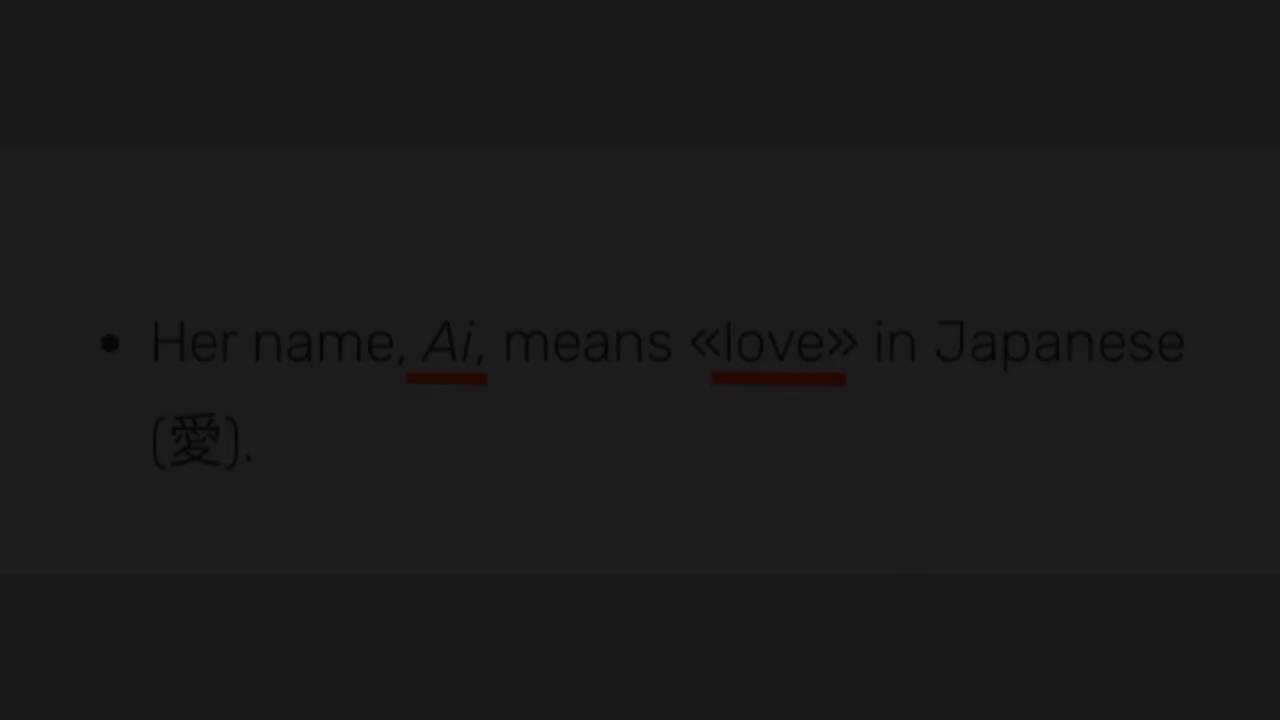 • Her name, Ai, means «love» in Japanese
(愛).